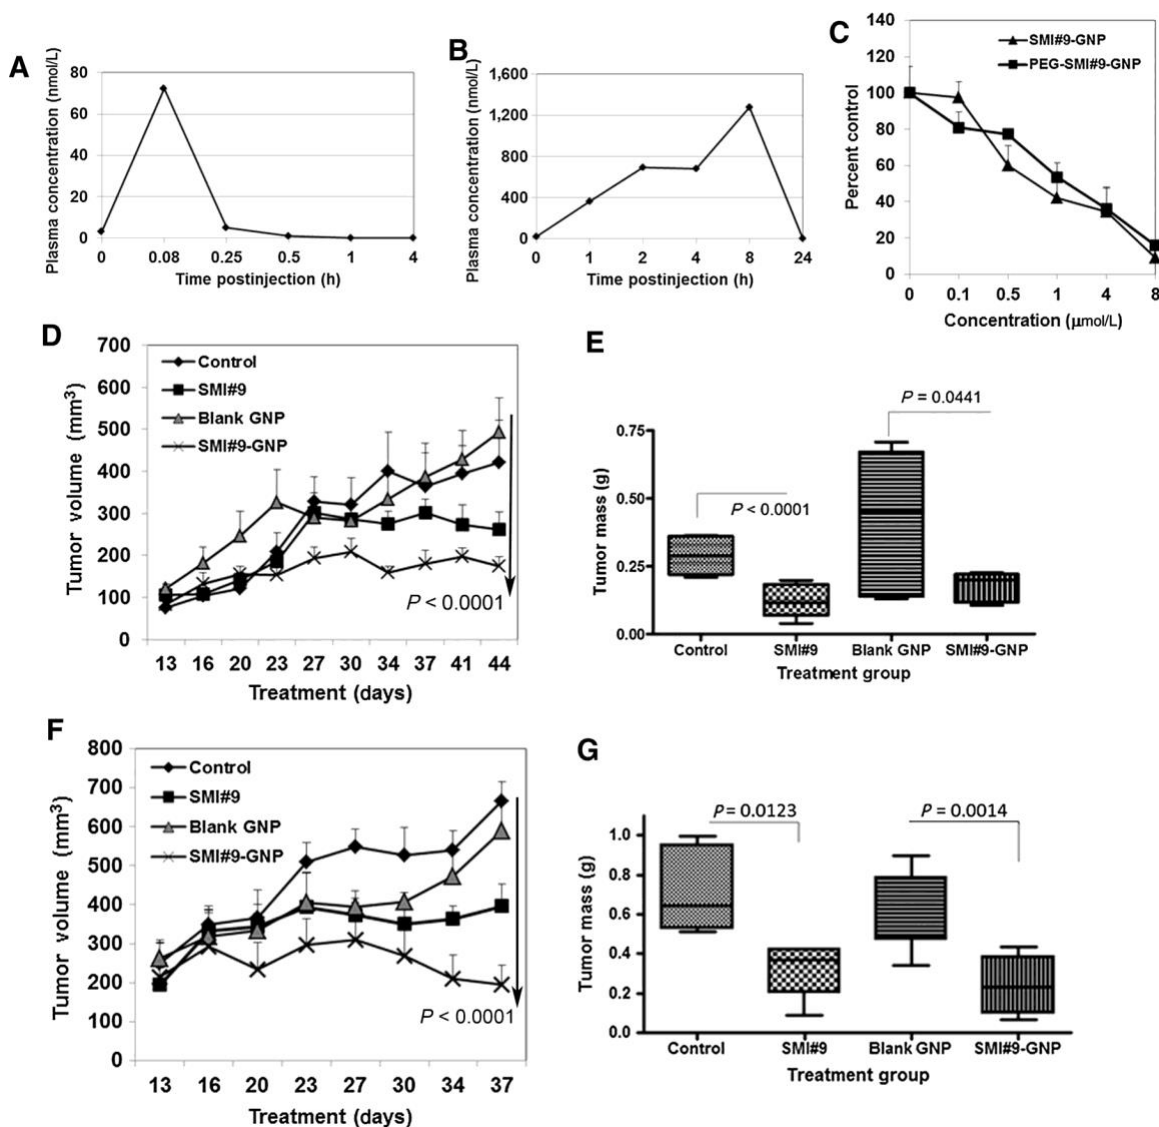 A
Plasma concentration (nmol/L)
80
60
40
20
0
0 0.08 0.25 0.5 1 4
Time postinjection (h)
B
Plasma concentration (nmol/L)
1,600
1,200
800
400
0
0 1 2 4 8 24
Time postinjection (h)
C
Percent control
140
120
100
80
60
40
20
0
SMI#9-GNP
PEG-SMI#9-GNP
0 0.1 0.5 1 4 8
Concentration (μmol/L)
D
Tumor volume (mm³)
700
600
500
400
300
200
100
0
Control
SMI#9
Blank GNP
SMI#9-GNP
P < 0.0001
13 16 20 23 27 30 34 37 41 44
Treatment (days)
E
Tumor mass (g)
0.75
0.50
0.25
0.00
P < 0.0001
P = 0.0441
Control SMI#9 Blank GNP SMI#9-GNP
Treatment group
F
Tumor volume (mm³)
800
700
600
500
400
300
200
100
0
Control
SMI#9
Blank GNP
SMI#9-GNP
P < 0.0001
13 16 20 23 27 30 34 37
Treatment (days)
G
Tumor mass (g)
1.0
0.8
0.6
0.4
0.2
0.0
P = 0.0123
P = 0.0014
Control SMI#9 Blank GNP SMI#9-GNP
Treatment group